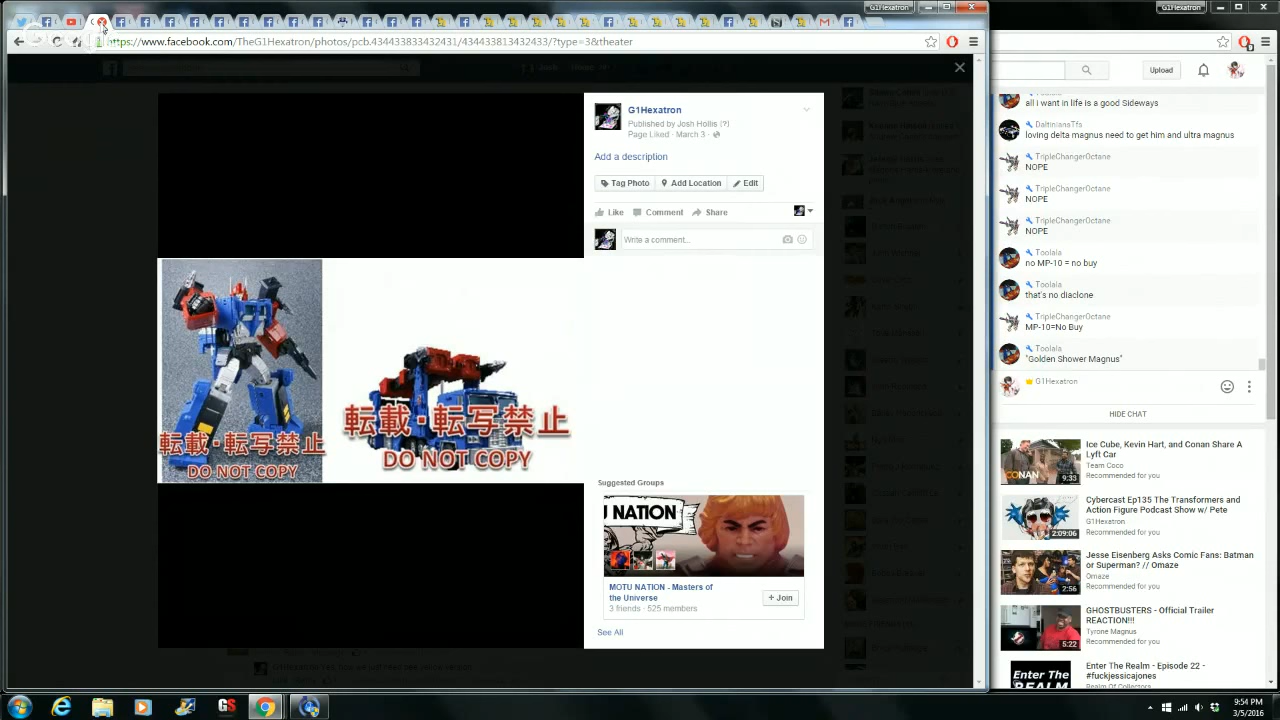 G1Hexatron
G1Hexatron
https://www.facebook.com/TheG1Hexatron/photos/pcb.434433833432431/434433813432433/?type=3&theater
G1Hexatron
Published by Josh Hollis (?)
Page Liked · March 3 ·
Add a description
Tag Photo
Add Location
Edit
Like
Comment
Share
Write a comment...
転載・転写禁止
DO NOT COPY
転載・転写禁止
DO NOT COPY
Suggested Groups
U NATION
MOTU NATION - Masters of
the Universe
3 friends · 525 members
+ Join
See All
Upload
Toolala
all i want in life is a good Sideways
DaltiniansTfs
loving delta magnus need to get him and ultra magnus
TripleChangerOctane
NOPE
TripleChangerOctane
NOPE
TripleChangerOctane
NOPE
Toolala
no MP-10 = no buy
Toolala
that's no diaclone
TripleChangerOctane
MP-10=No Buy
Toolala
"Golden Shower Magnus"
G1Hexatron
HIDE CHAT
CONAN
9:33
Ice Cube, Kevin Hart, and Conan Share A
Lyft Car
Team Coco
Recommended for you
2:09:06
Cybercast Ep135 The Transformers and
Action Figure Podcast Show w/ Pete
G1Hexatron
Recommended for you
2:56
Jesse Eisenberg Asks Comic Fans: Batman
or Superman? // Omaze
Omaze
Recommended for you
5:22
GHOSTBUSTERS - Official Trailer
REACTION!!!
Tyrone Magnus
Recommended for you
Enter The
REALM
Enter The Realm - Episode 22 -
#fuckjessicajones
Realm Of Collectors
GS
9:54 PM
3/5/2016